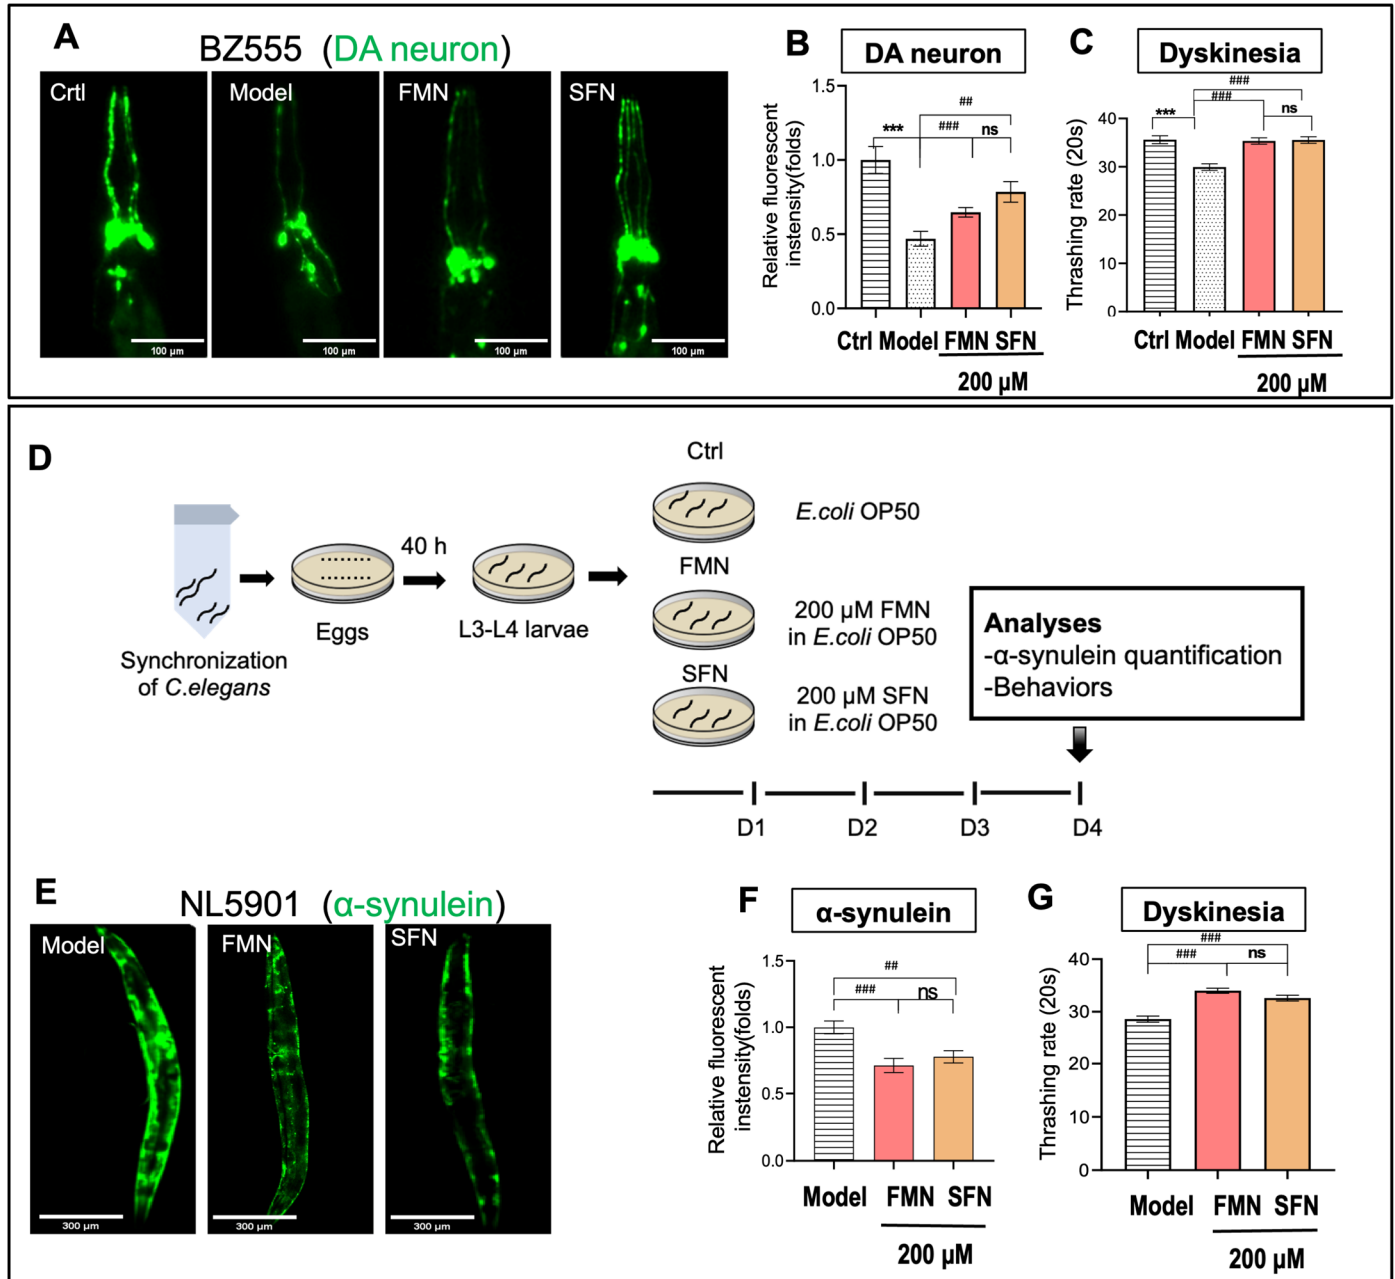 A
BZ555 (DA neuron)
Crtl
Model
FMN
SFN
100 µm
100 µm
100 µm
100 µm
B
DA neuron
Relative fluorescent
instensity(folds)
1.5
1.0
0.5
0.0
***
###
ns
##
Ctrl Model FMN SFN
200 µM
C
Dyskinesia
Thrashing rate (20s)
40
30
20
10
0
***
###
###
ns
Ctrl Model FMN SFN
200 µM
D
Synchronization
of C.elegans
Eggs
40 h
L3-L4 larvae
Ctrl
E.coli OP50
FMN
200 µM FMN
in E.coli OP50
SFN
200 µM SFN
in E.coli OP50
Analyses
-α-synulein quantification
-Behaviors
D1
D2
D3
D4
E
NL5901 (α-synulein)
Model
FMN
SFN
300 µm
300 µm
300 µm
F
α-synulein
Relative fluorescent
instensity(folds)
1.5
1.0
0.5
0.0
##
###
ns
Model FMN SFN
200 µM
G
Dyskinesia
Thrashing rate (20s)
40
30
20
10
0
###
###
ns
Model FMN SFN
200 µM